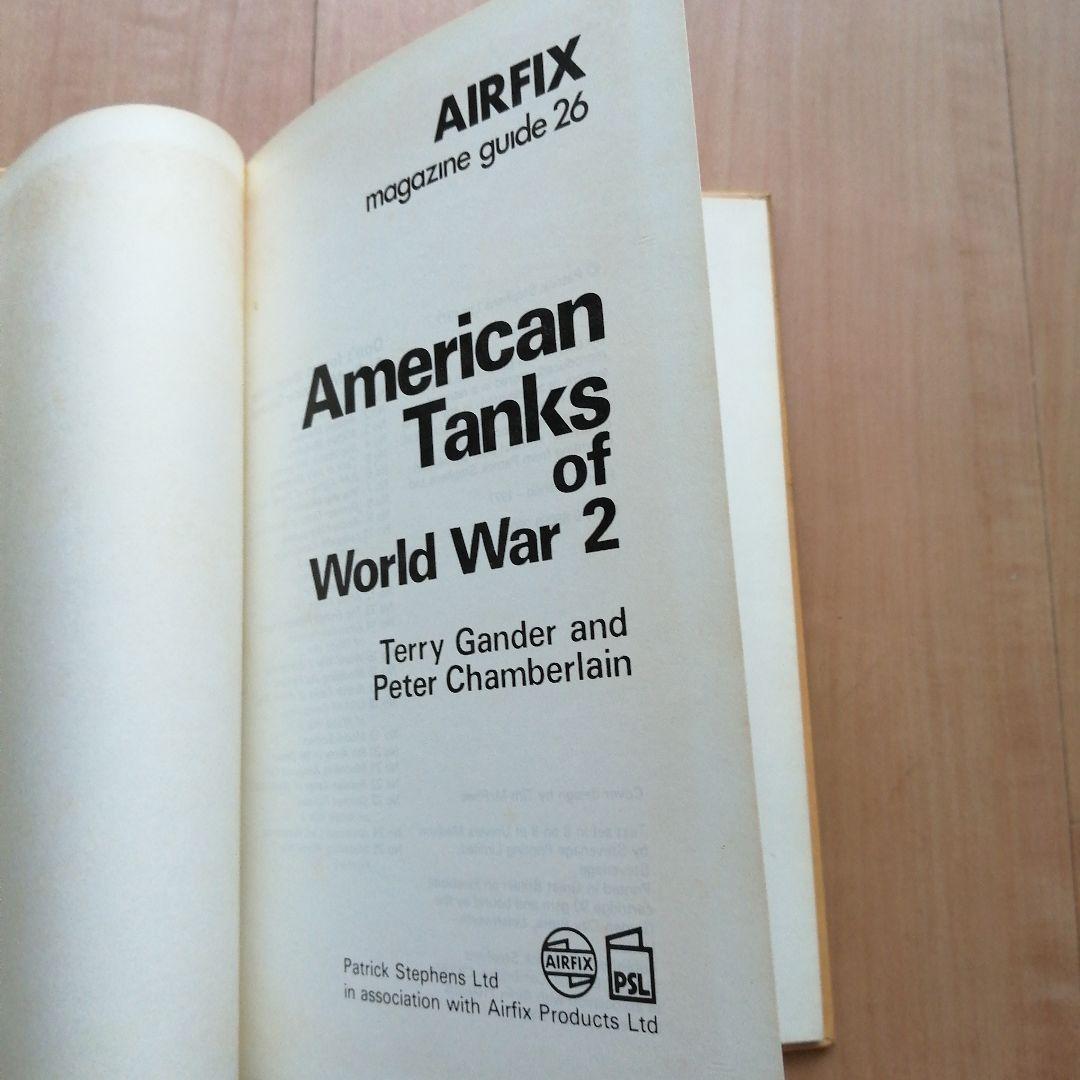 AIRFIX
magazine guide 26
American
Tanks
of
World War 2
Terry Gander and
Peter Chamberlain
Patrick Stephens Ltd
in association with Airfix Products Ltd
AIRFIX
PSL